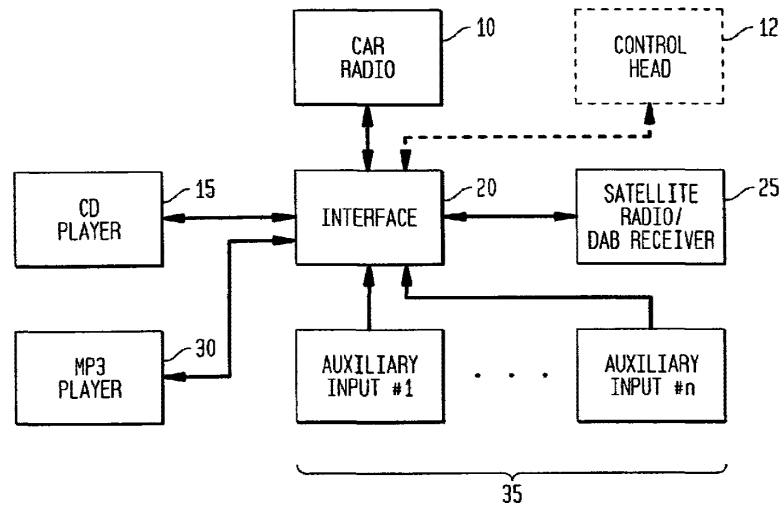 CAR
RADIO
10
CONTROL
HEAD
12
CD
PLAYER
15
INTERFACE
20
SATELLITE
RADIO/
DAB RECEIVER
25
MP3
PLAYER
30
AUXILIARY
INPUT #1
. . .
AUXILIARY
INPUT #n
35